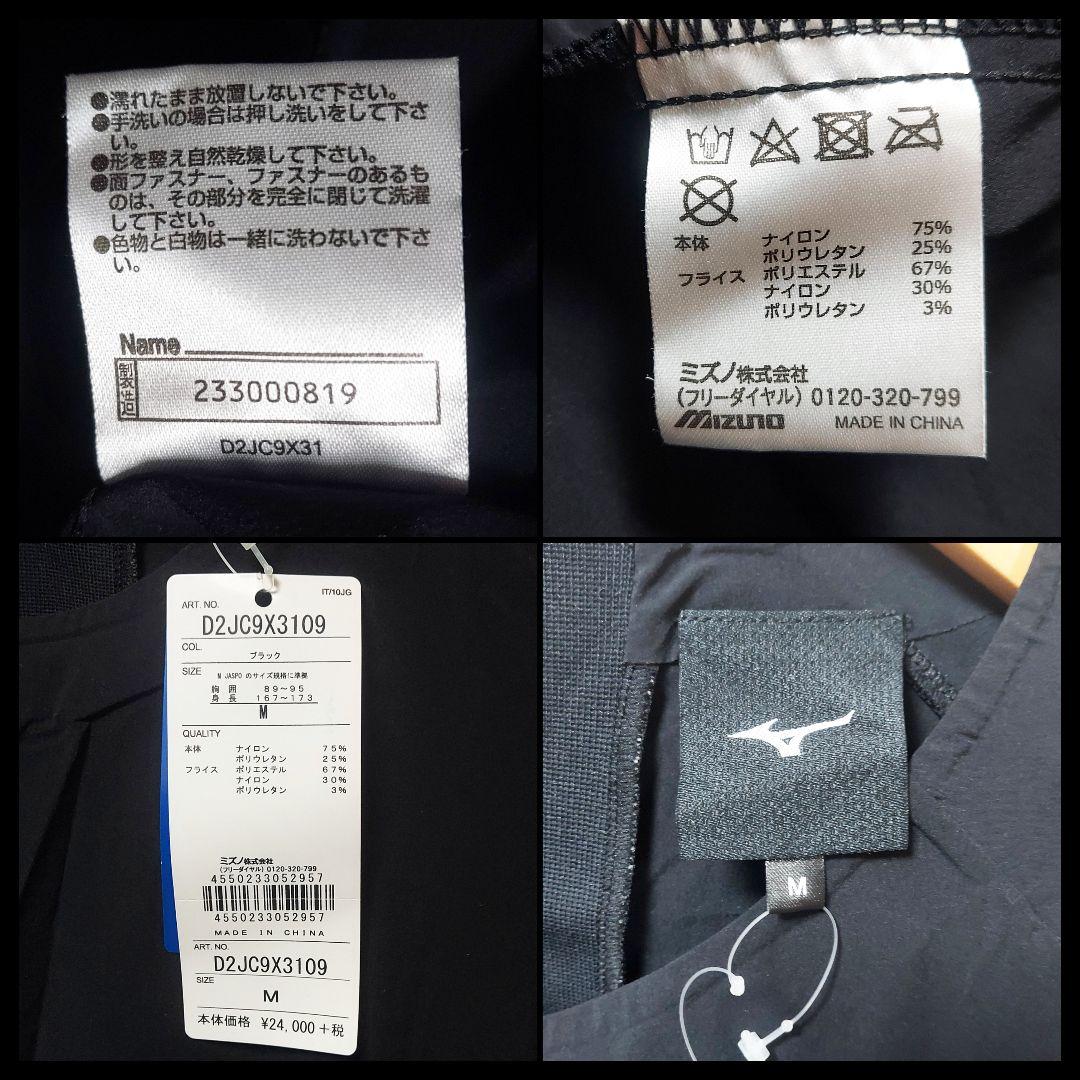 ●濡れたまま放置しないで下さい。
●手洗いの場合は押し洗いをして下さ
い。
●形を整え自然乾燥して下さい。
●面ファスナー、ファスナーのあるも
のは、その部分を完全に閉じて洗濯
して下さい。
●色物と白物は一緒に洗わないで下さ
い。
Name
製造 233000819
D2JC9X31
本体 ナイロン 75%
ポリウレタン 25%
フライス ポリエステル 67%
ナイロン 30%
ポリウレタン 3%
ミズノ株式会社
(フリーダイヤル) 0120-320-799
MIZUNO MADE IN CHINA
IT/10JG
ART. NO.
D2JC9X3109
COL.
ブラック
SIZE M JASPO のサイズ規格に準拠
胸囲 89~95
身長 167~173
M
QUALITY
本体 ナイロン 75%
ポリウレタン 25%
フライス ポリエステル 67%
ナイロン 30%
ポリウレタン 3%
ミズノ株式会社
(フリーダイヤル) 0120-320-799
4550233052957
4550233052957
MADE IN CHINA
ART. NO.
D2JC9X3109
SIZE
M
本体価格 ¥24,000+税
M